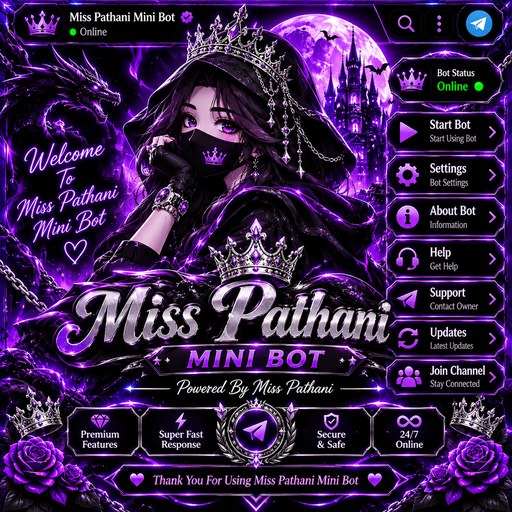 Miss Pathani Mini Bot
Online
Bot Status
Online
Welcome
To
Miss Pathani
Mini Bot
Start Bot
Start Using Bot
Settings
Bot Settings
About Bot
Information
Help
Get Help
Support
Contact Owner
Updates
Latest Updates
Join Channel
Stay Connected
Miss Pathani
MINI BOT
Powered By Miss Pathani
Premium
Features
Super Fast
Response
Secure
& Safe
24/7
Online
Thank You For Using Miss Pathani Mini Bot